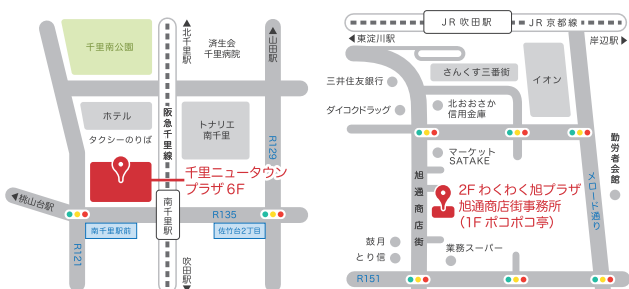 千里南公園
▲北千里駅
済生会
千里病院
▲山田駅
ホテル
タクシーのりば
阪急千里線
トナリエ
南千里
R129
千里ニュータウン
プラザ 6F
◀桃山台駅
南千里駅
R135
南千里駅前
佐竹台2丁目
R121
吹田駅▼
JR 吹田駅
JR 京都線
◀東淀川駅
岸辺駅▶
三井住友銀行
さんくす三番街
イオン
ダイコクドラッグ
北おおさか
信用金庫
マーケット
SATAKE
勤労者会館
旭通商店街
2F わくわく旭プラザ
旭通商店街事務所
(1F ポコポコ亭)
メロード通り
鼓月
とり信
業務スーパー
R151